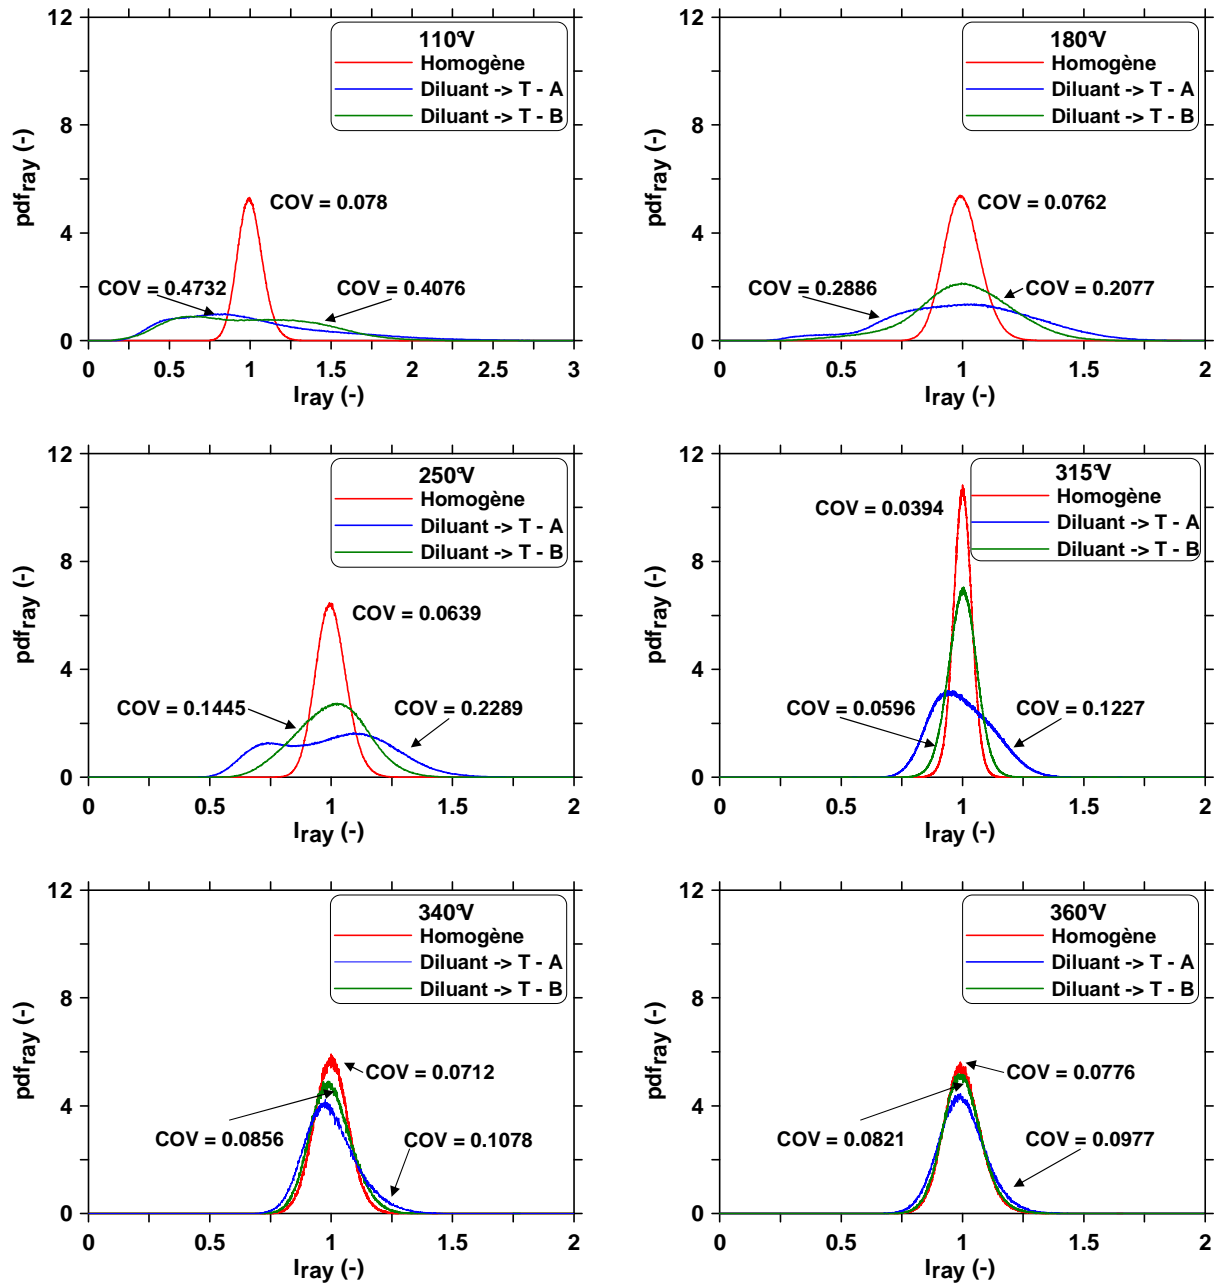 12
8
4
0
pdfray (-)
110°V
Homogène
Diluant -> T - A
Diluant -> T - B
COV = 0.078
COV = 0.4732
COV = 0.4076
0 0.5 1 1.5 2 2.5 3
Iray (-)
12
8
4
0
pdfray (-)
180°V
Homogène
Diluant -> T - A
Diluant -> T - B
COV = 0.0762
COV = 0.2886
COV = 0.2077
0 0.5 1 1.5 2
Iray (-)
12
8
4
0
pdfray (-)
250°V
Homogène
Diluant -> T - A
Diluant -> T - B
COV = 0.0639
COV = 0.1445
COV = 0.2289
0 0.5 1 1.5 2
Iray (-)
12
8
4
0
pdfray (-)
315°V
Homogène
Diluant -> T - A
Diluant -> T - B
COV = 0.0394
COV = 0.0596
COV = 0.1227
0 0.5 1 1.5 2
Iray (-)
12
8
4
0
pdfray (-)
340°V
Homogène
Diluant -> T - A
Diluant -> T - B
COV = 0.0712
COV = 0.0856
COV = 0.1078
0 0.5 1 1.5 2
Iray (-)
12
8
4
0
pdfray (-)
360°V
Homogène
Diluant -> T - A
Diluant -> T - B
COV = 0.0776
COV = 0.0821
COV = 0.0977
0 0.5 1 1.5 2
Iray (-)